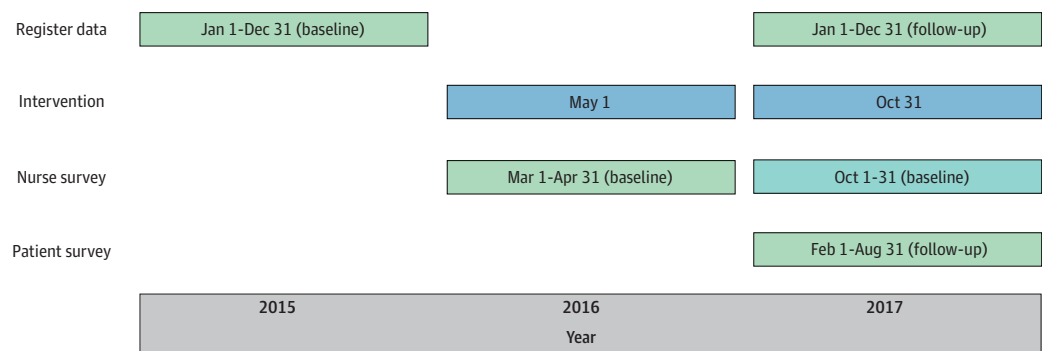 Register data
Jan 1-Dec 31 (baseline)
Jan 1-Dec 31 (follow-up)
Intervention
May 1
Oct 31
Nurse survey
Mar 1-Apr 31 (baseline)
Oct 1-31 (baseline)
Patient survey
Feb 1-Aug 31 (follow-up)
2015
2016
2017
Year